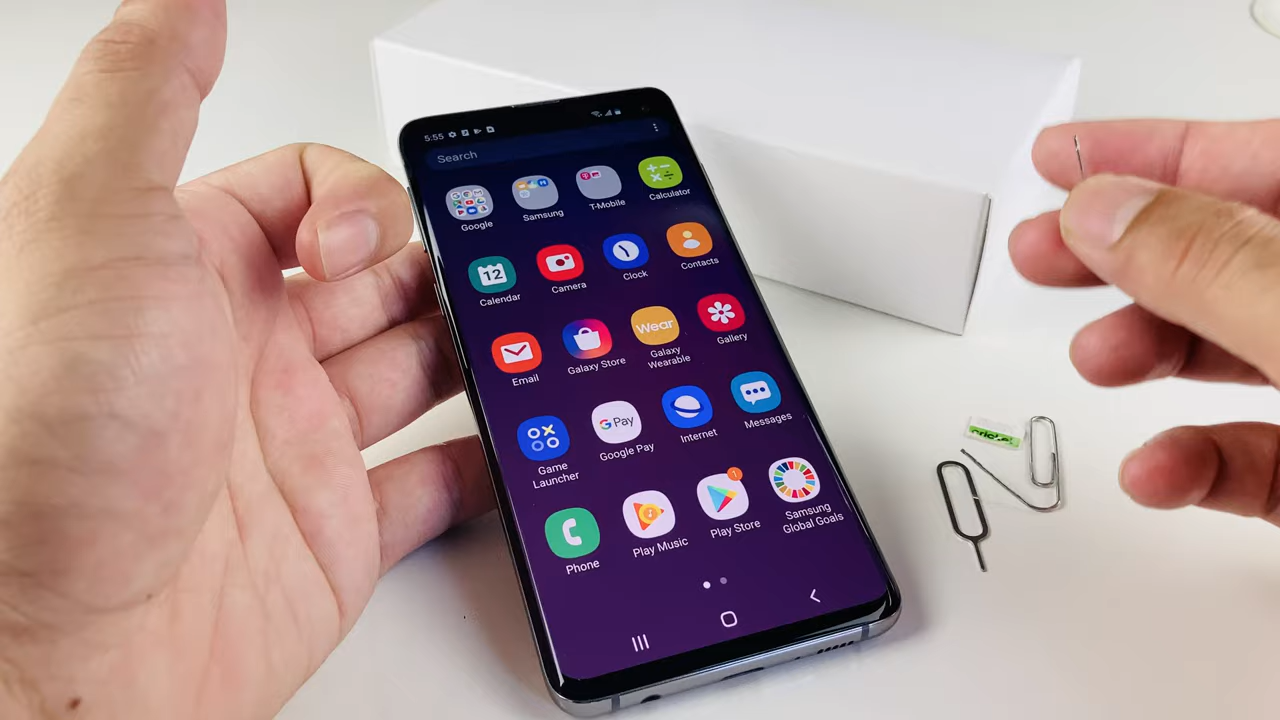 5:55
Search
Google
Samsung
T-Mobile
Calculator
12
Calendar
Camera
Clock
Contacts
Email
Galaxy Store
Wear
Galaxy
Wearable
Gallery
Game
Launcher
G Pay
Google Pay
Internet
Messages
Phone
Play Music
1
Play Store
Samsung
Global Goals